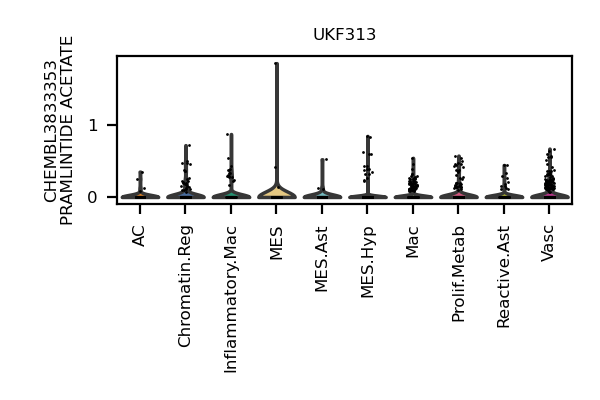 UKF313
CHEMBL3833353
PRAMLINTIDE ACETATE
1
0
AC
Chromatin.Reg
Inflammatory.Mac
MES
MES.Ast
MES.Hyp
Mac
Prolif.Metab
Reactive.Ast
Vasc